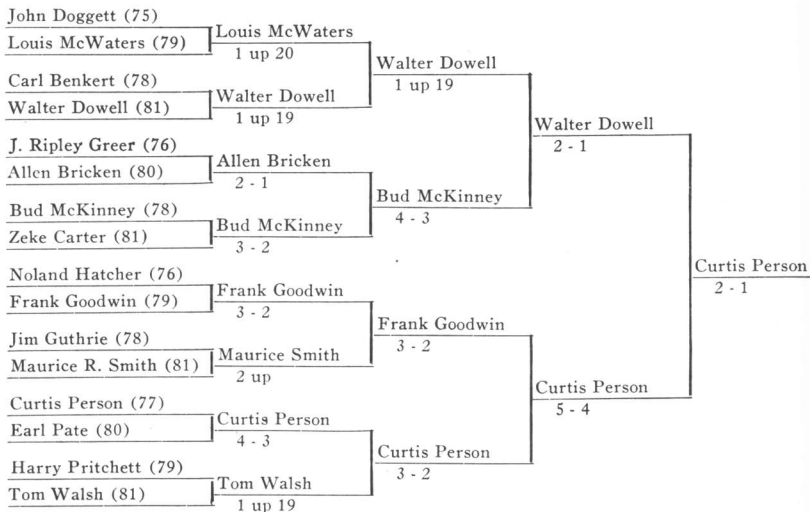 John Doggett (75)
Louis McWaters (79)
Carl Benkert (78)
Walter Dowell (81)
J. Ripley Greer (76)
Allen Bricken (80)
Bud McKinney (78)
Zeke Carter (81)
Noland Hatcher (76)
Frank Goodwin (79)
Jim Guthrie (78)
Maurice R. Smith (81)
Curtis Person (77)
Earl Pate (80)
Harry Pritchett (79)
Tom Walsh (81)
Louis McWaters
1 up 20
Walter Dowell
1 up 19
Allen Bricken
2 - 1
Bud McKinney
3 - 2
Frank Goodwin
3 - 2
Maurice Smith
2 up
Curtis Person
4 - 3
Tom Walsh
1 up 19
Walter Dowell
1 up 19
Bud McKinney
4 - 3
Frank Goodwin
3 - 2
Curtis Person
3 - 2
Walter Dowell
2 - 1
Curtis Person
5 - 4
Curtis Person
2 - 1